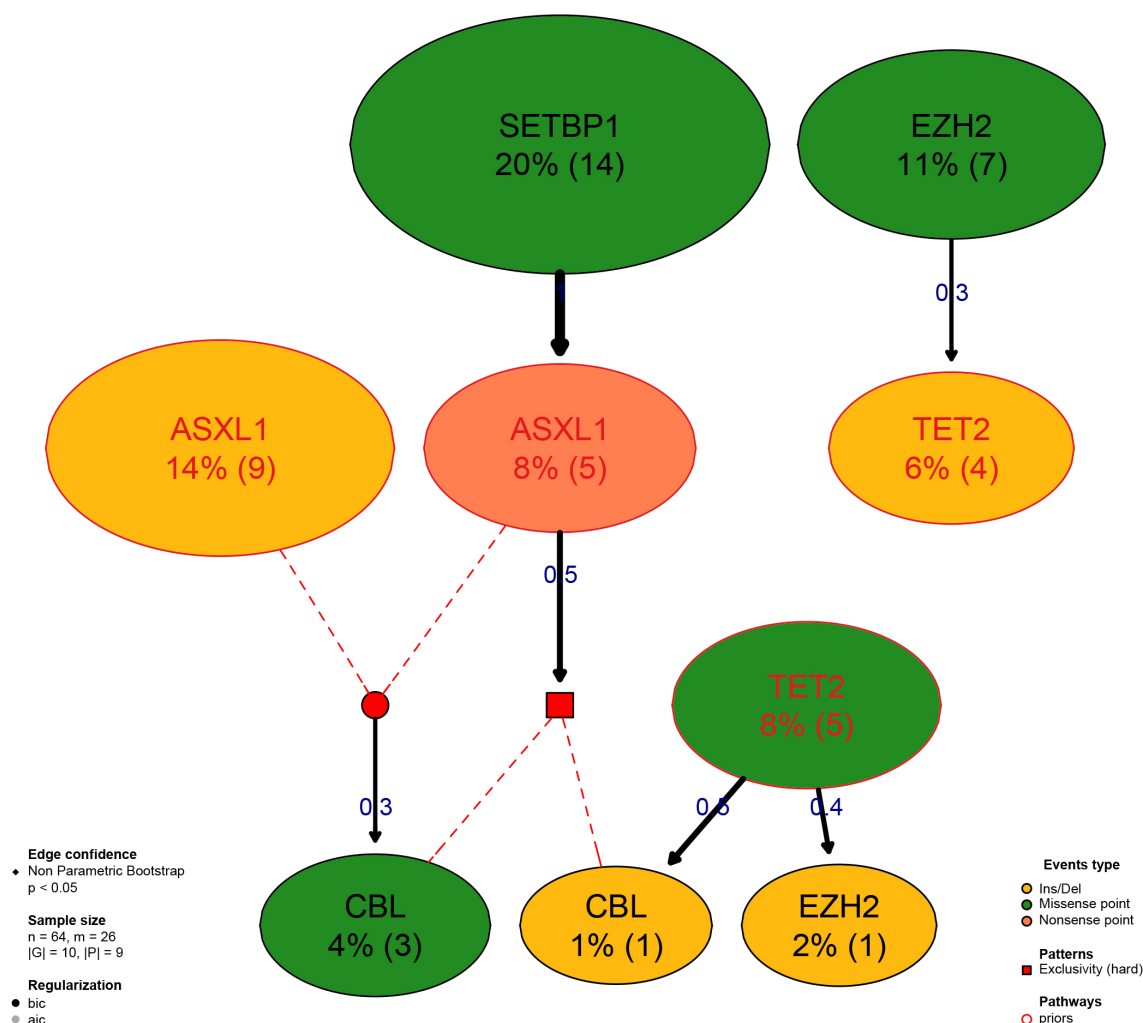 SETBP1
20% (14)
EZH2
11% (7)
1
0.3
ASXL1
14% (9)
ASXL1
8% (5)
TET2
6% (4)
0.5
TET2
8% (5)
0.3
0.5
0.4
CBL
4% (3)
CBL
1% (1)
EZH2
2% (1)
Edge confidence
Non Parametric Bootstrap
p < 0.05
Sample size
n = 64, m = 26
|G| = 10, |P| = 9
Regularization
bic
aic
Events type
Ins/Del
Missense point
Nonsense point
Patterns
Exclusivity (hard)
Pathways
priors